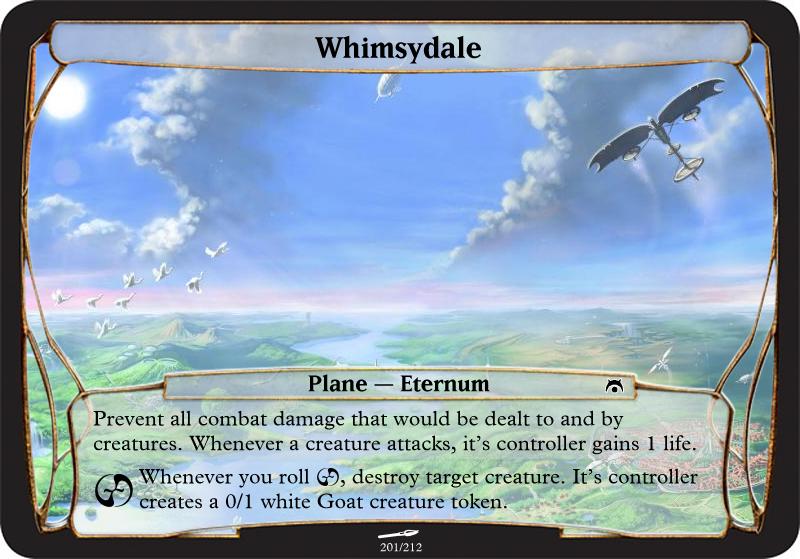 Whimsydale
Plane — Eternum
Prevent all combat damage that would be dealt to and by
creatures. Whenever a creature attacks, it's controller gains 1 life.
Whenever you roll , destroy target creature. It's controller
creates a 0/1 white Goat creature token.
201/212